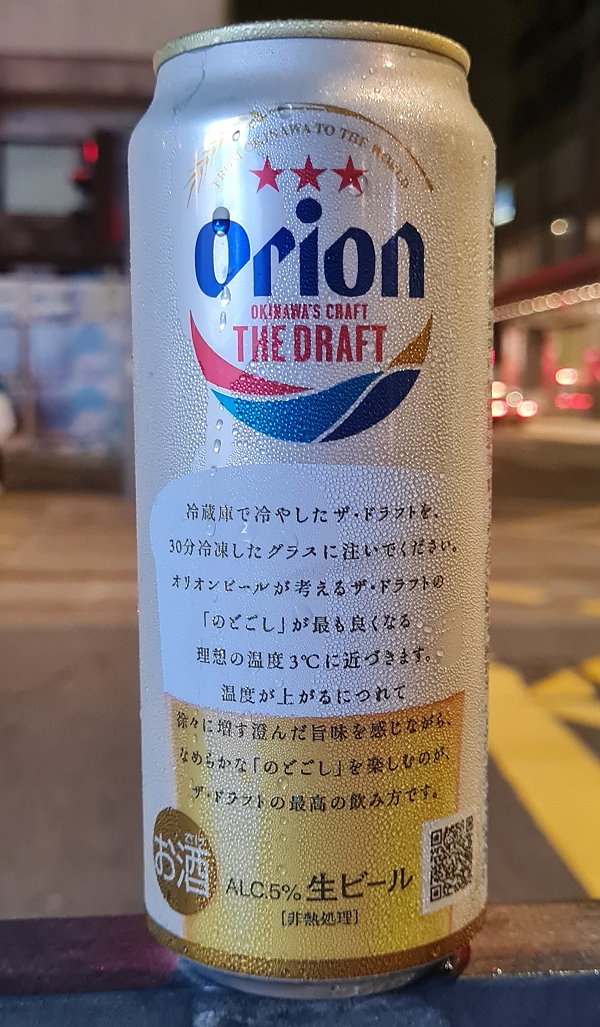 FROM OKINAWA TO THE WORLD
Orion
OKINAWA'S CRAFT
THE DRAFT
冷蔵庫で冷やしたザ・ドラフトを、
30分冷凍したグラスに注いでください。
オリオンビールが考えるザ・ドラフトの
「のどごし」が最も良くなる
理想の温度3℃に近づきます。
温度が上がるにつれて
徐々に増す澄んだ旨味を感じながら、
なめらかな「のどごし」を楽しむのが、
ザ・ドラフトの最高の飲み方です。
お酒
ALC.5% 生ビール
[非熱処理]